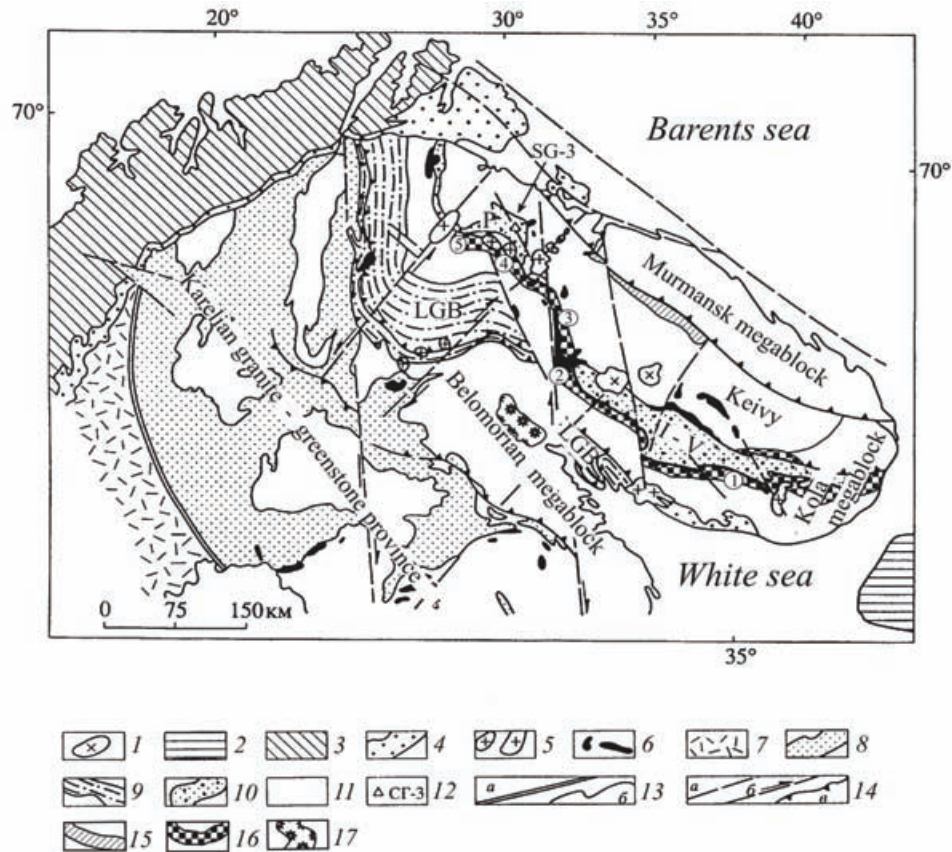 20° 30° 35° 40°
70°
Barents sea
SG-3
70°
P
5
4
Murmansk megablock
LGB
3
Karelian granite - greenstone province
2
Keivy
Belomorian megablock
LGB
1
Kola megablock
White sea
0 75 150 км
35°
1 2 3 4 5 6 7 8
9 10 11 СГ-3 12 а б 13 а б в 14
15 16 17